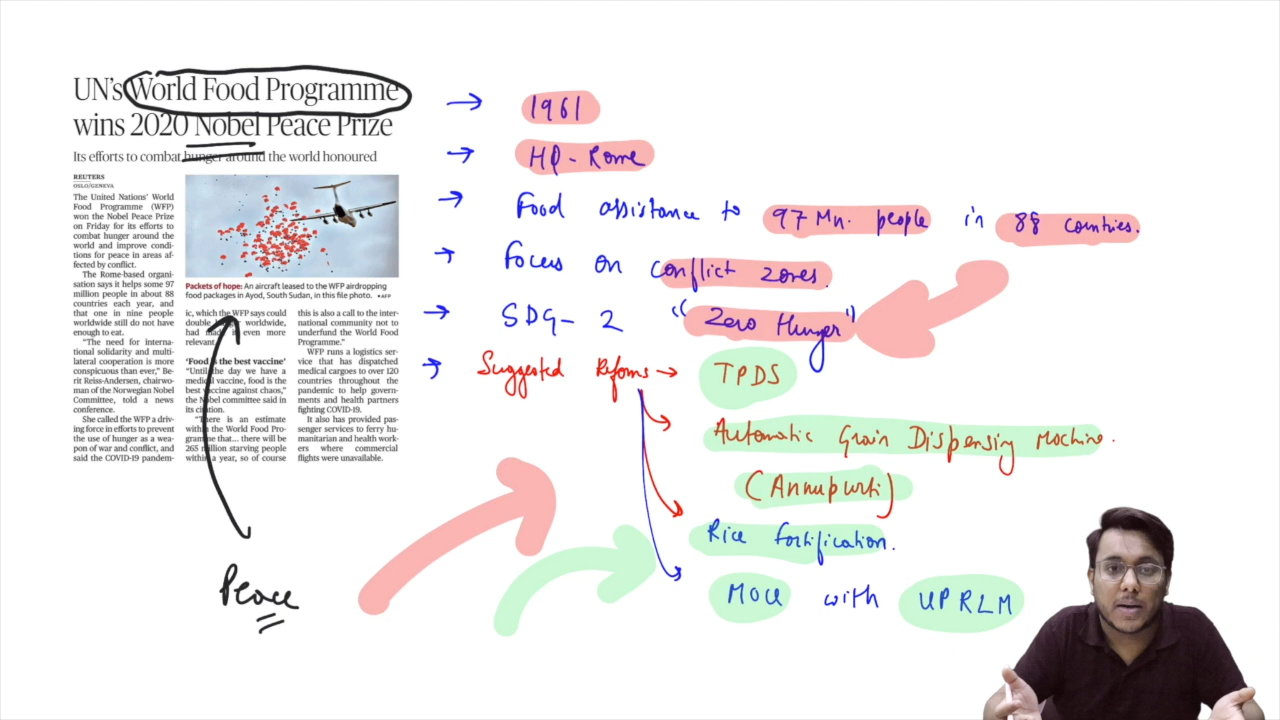 UN's World Food Programme
wins 2020 Nobel Peace Prize
Its efforts to combat hunger around the world honoured
REUTERS
OSLO/GENEVA
The United Nations' World
Food Programme (WFP)
won the Nobel Peace Prize
on Friday for its efforts to
combat hunger around the
world and improve condi-
tions for peace in areas af-
fected by conflict.
The Rome-based organi-
sation says it helps some 97
million people in about 88
countries each year, and
that one in nine people
worldwide still do not have
enough to eat.
"The need for inter-
national solidarity and multi-
lateral cooperation is more
conspicuous than ever," Be-
rit Reiss-Andersen, chairwo-
man of the Norwegian Nobel
Committee, told a news
conference.
She called the WFP a driv-
ing force in efforts to prevent
the use of hunger as a wea-
pon of war and conflict, and
said the COVID-19 pandem-
Packets of hope: An aircraft leased to the WFP airdropping
food packages in Ayod, South Sudan, in this file photo. •AFP
ic, which the WFP says could
double worldwide,
had made it even more
relevant.
'Food is the best vaccine'
"Until the day we have a
medical vaccine, food is the
best vaccine against chaos,"
the Nobel committee said in
its citation.
"There is an estimate
within the World Food Pro-
gramme that... there will be
265 million starving people
within a year, so of course
this is also a call to the inter-
national community not to
underfund the World Food
Programme."
WFP runs a logistics ser-
vice that has dispatched
medical cargoes to over 120
countries throughout the
pandemic to help govern-
ments and health partners
fighting COVID-19.
It also has provided pas-
senger services to ferry hu-
manitarian and health work-
ers where commercial
flights were unavailable.
Peace
→ 1961
→ HQ - Rome
→ Food assistance to 97 Mn. people in 88 countries.
→ Focus on conflict zones.
→ SDG - 2 "Zero Hunger"
→ Suggested Reforms → TPDS
Automatic Grain Dispensing Machine.
(Annapurti)
Rice fortification.
MOU with UPRLM